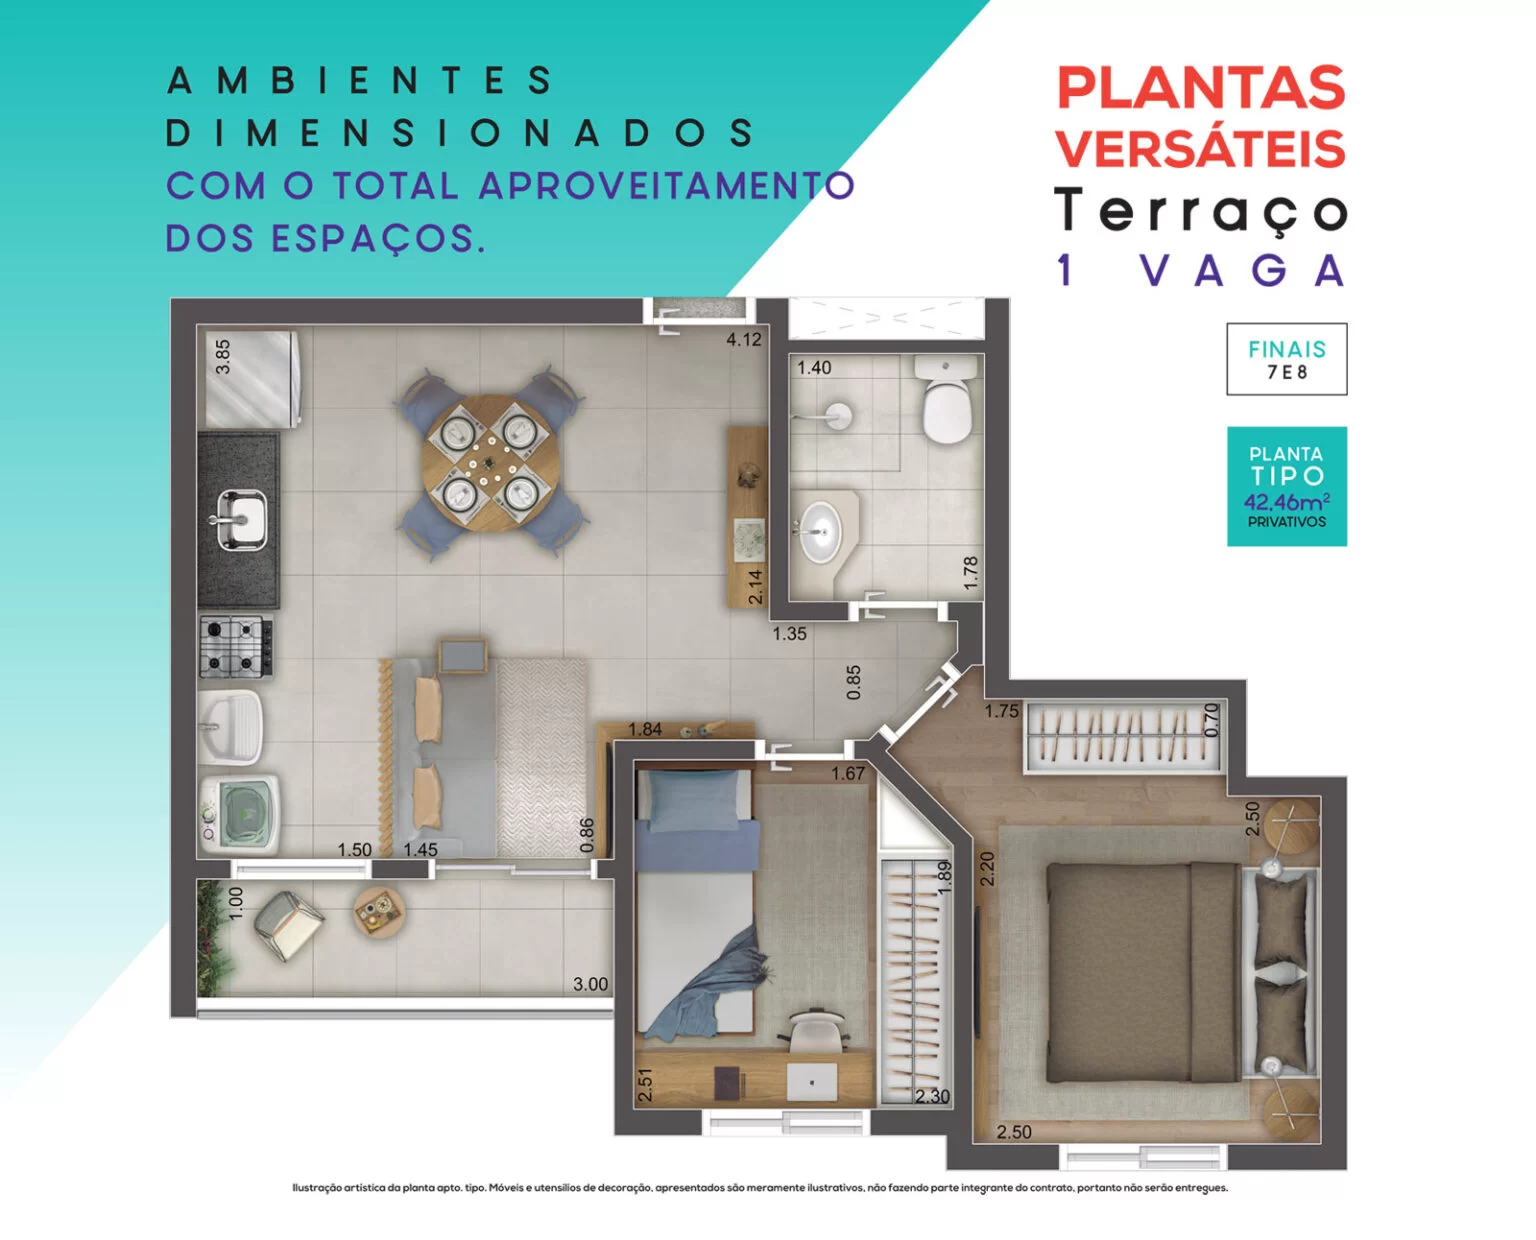 AMBIENTES
DIMENSIONADOS
COM O TOTAL APROVEITAMENTO
DOS ESPAÇOS.
PLANTAS
VERSÁTEIS
Terraço
1 VAGA
FINAIS
7 E 8
PLANTA
TIPO
42,46m²
PRIVATIVOS
3.85
4.12
1.40
1.78
2.14
1.35
0.85
1.84
1.75
0.70
1.67
2.50
0.86
1.50
1.45
1.89
2.20
1.00
3.00
2.51
2.30
2.50
Ilustração artística da planta apto. tipo. Móveis e utensílios de decoração, apresentados são meramente ilustrativos, não fazendo parte integrante do contrato, portanto não serão entregues.